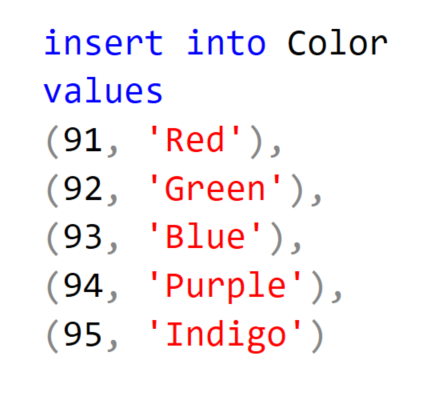 insert into Color
values
(91, 'Red'),
(92, 'Green'),
(93, 'Blue'),
(94, 'Purple'),
(95, 'Indigo')